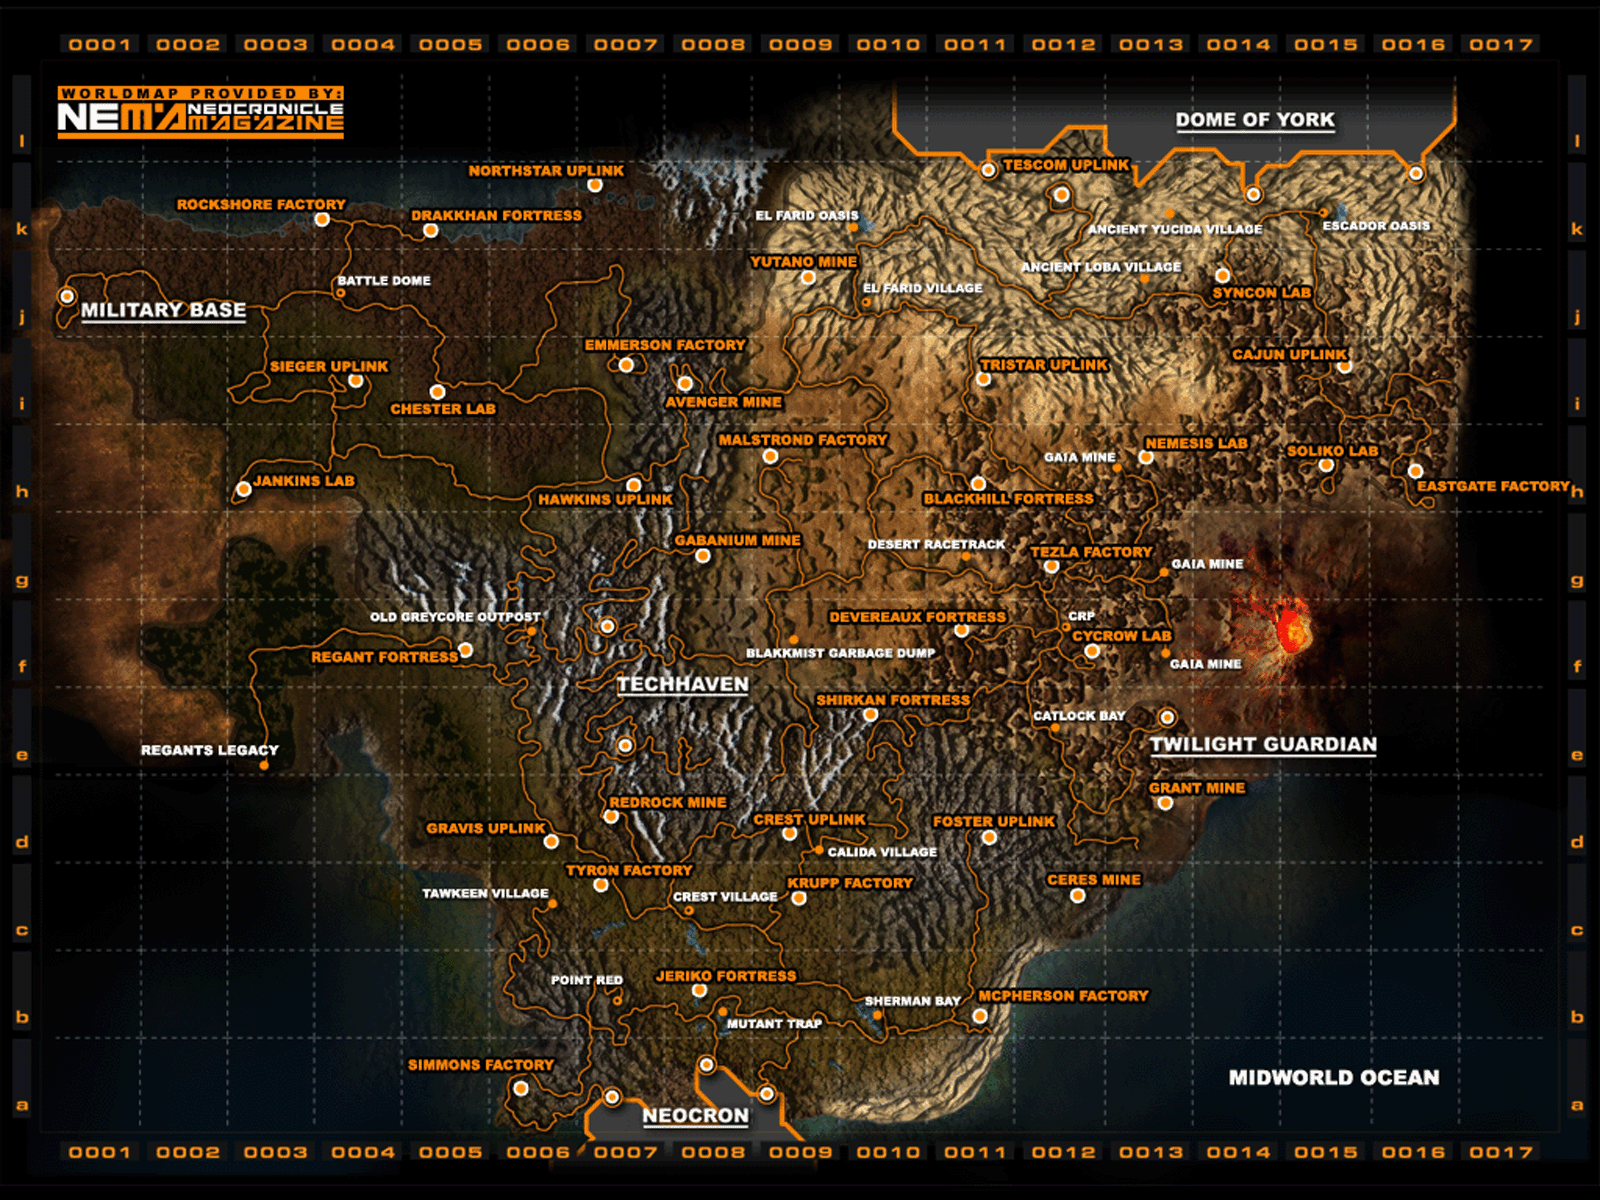 0001 0002 0003 0004 0005 0006 0007 0008 0009 0010 0011 0012 0013 0014 0015 0016 0017
WORLDMAP PROVIDED BY:
NEMA NEOCRONICLE
MAGAZINE
DOME OF YORK
l l
TESCOM UPLINK
NORTHSTAR UPLINK
ROCKSHORE FACTORY
DRAKKHAN FORTRESS
EL FARID OASIS
k k
ANCIENT YUCIDA VILLAGE
ESCADOR OASIS
YUTANO MINE
ANCIENT LOBA VILLAGE
BATTLE DOME
EL FARID VILLAGE
SYNCON LAB
MILITARY BASE
j j
EMMERSON FACTORY
CAJUN UPLINK
SIEGER UPLINK
TRISTAR UPLINK
AVENGER MINE
i i
CHESTER LAB
MALSTROND FACTORY
NEMESIS LAB
SOLIKO LAB
GAIA MINE
JANKINS LAB
EASTGATE FACTORY
h h
HAWKINS UPLINK
BLACKHILL FORTRESS
GABANIUM MINE
DESERT RACETRACK
TEZLA FACTORY
GAIA MINE
g g
OLD GREYCORE OUTPOST
DEVEREAUX FORTRESS
CRP
CYCROW LAB
REGANT FORTRESS
BLAKKMIST GARBAGE DUMP
GAIA MINE
f f
TECHHAVEN
SHIRKAN FORTRESS
CATLOCK BAY
TWILIGHT GUARDIAN
REGANTS LEGACY
e e
GRANT MINE
REDROCK MINE
CREST UPLINK
FOSTER UPLINK
GRAVIS UPLINK
d d
CALIDA VILLAGE
TYRON FACTORY
CERES MINE
KRUPP FACTORY
TAWKEEN VILLAGE
CREST VILLAGE
c c
JERIKO FORTRESS
POINT RED
MCPHERSON FACTORY
SHERMAN BAY
b b
MUTANT TRAP
SIMMONS FACTORY
MIDWORLD OCEAN
a a
NEOCRON
0001 0002 0003 0004 0005 0006 0007 0008 0009 0010 0011 0012 0013 0014 0015 0016 0017